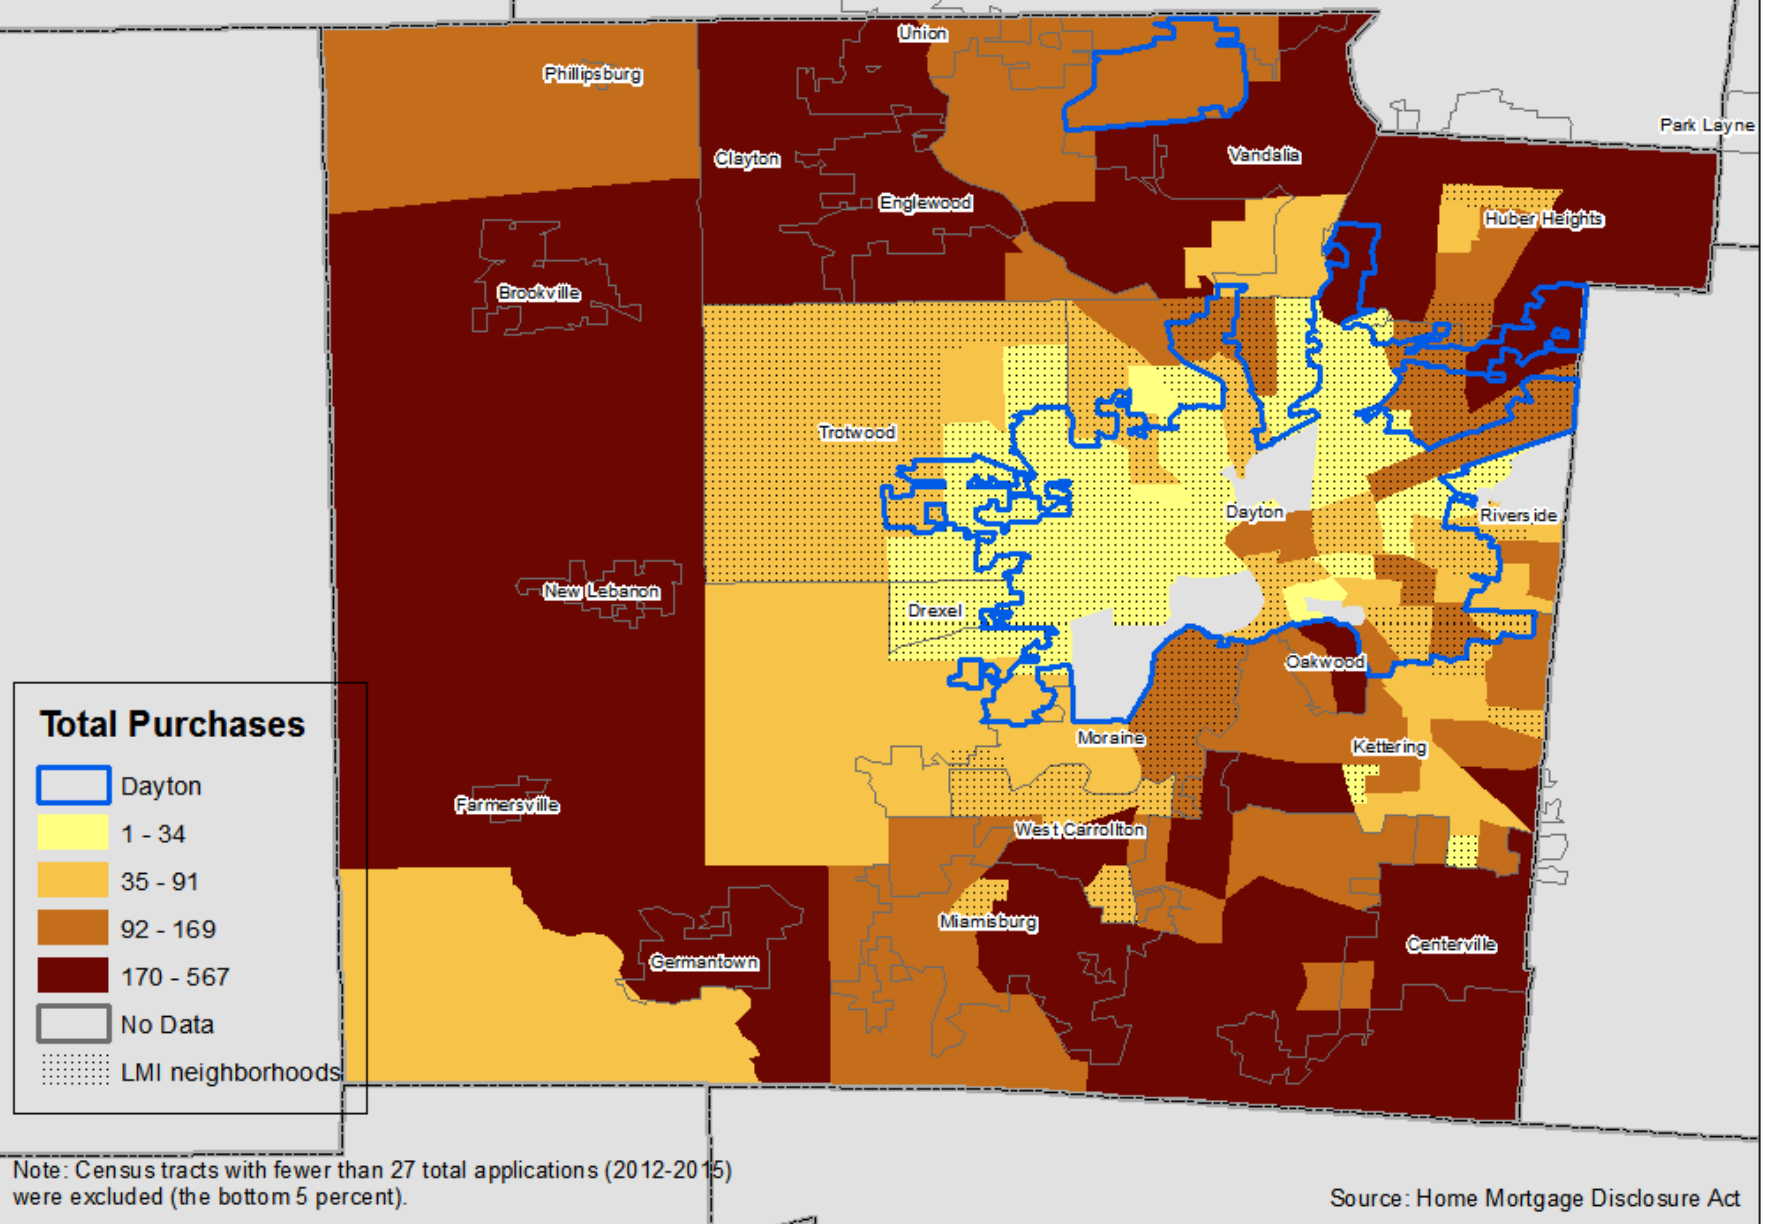 Union
Phillipsburg
Park Layne
Clayton
Vandalia
Englewood
Huber Heights
Brookville
Trotwood
Dayton
Riverside
New Lebanon
Drexel
Oakwood
Moraine
Kettering
Farmersville
West Carrollton
Miamisburg
Centerville
Germantown
Total Purchases
Dayton
1 - 34
35 - 91
92 - 169
170 - 567
No Data
LMI neighborhoods
Note: Census tracts with fewer than 27 total applications (2012-2015)
were excluded (the bottom 5 percent).
Source: Home Mortgage Disclosure Act